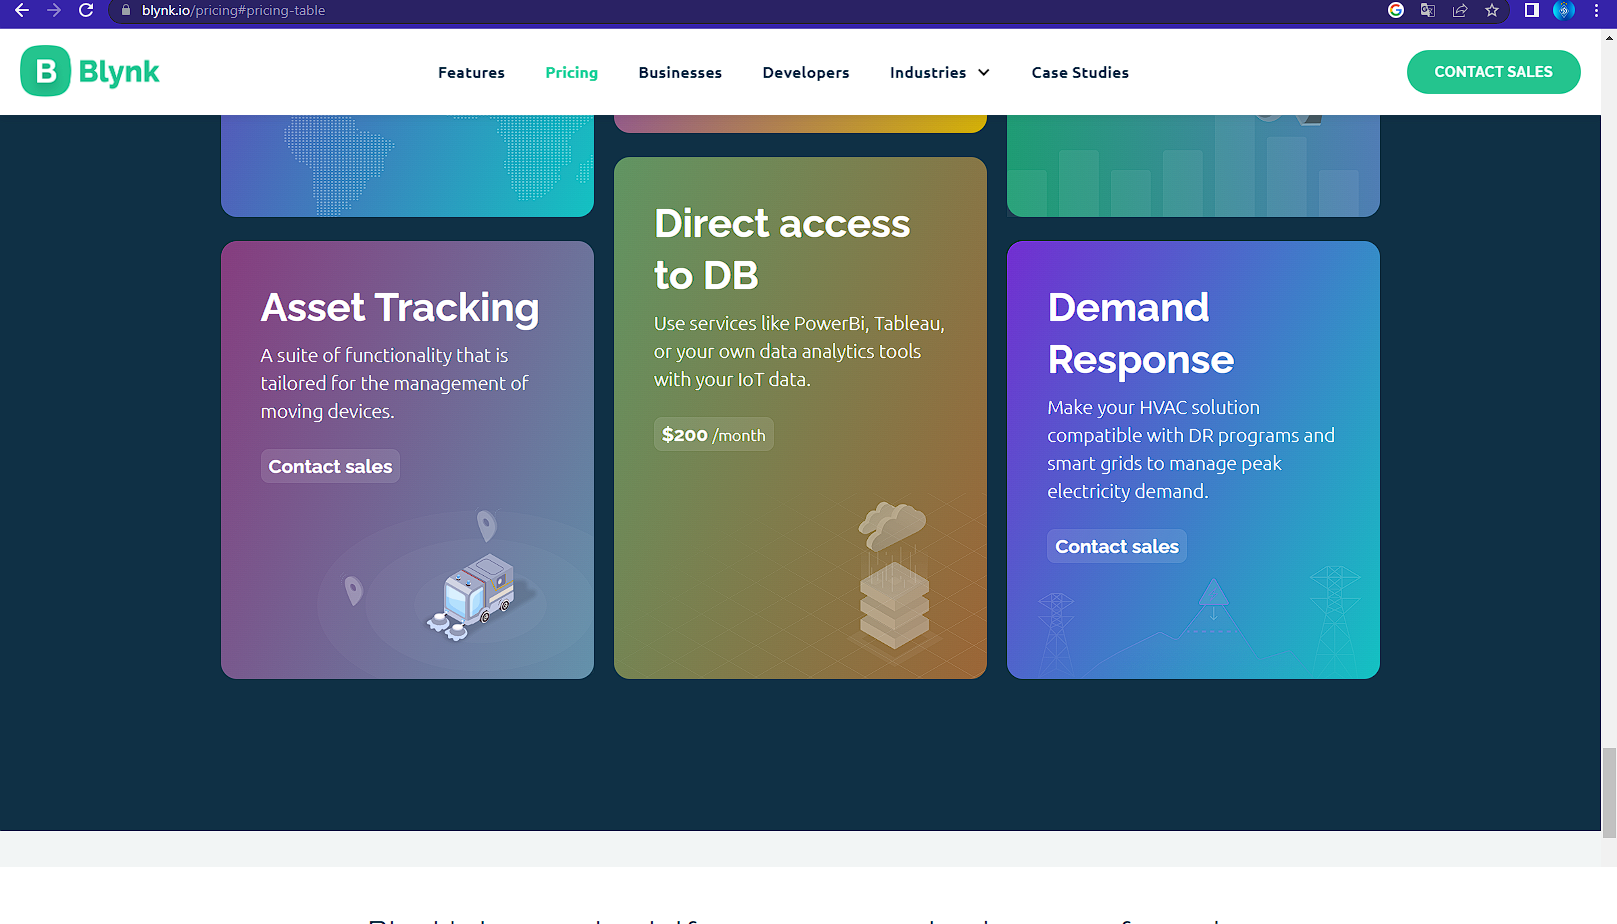 blynk.io/pricing#pricing-table
B Blynk
Features
Pricing
Businesses
Developers
Industries
Case Studies
CONTACT SALES
Asset Tracking
A suite of functionality that is
tailored for the management of
moving devices.
Contact sales
Direct access
to DB
Use services like PowerBi, Tableau,
or your own data analytics tools
with your IoT data.
$200 /month
Demand
Response
Make your HVAC solution
compatible with DR programs and
smart grids to manage peak
electricity demand.
Contact sales